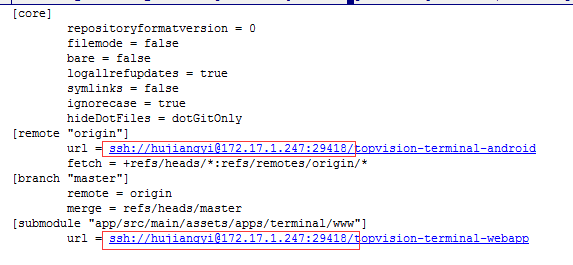 [core]
repositoryformatversion = 0
filemode = false
bare = false
logallrefupdates = true
symlinks = false
ignorecase = true
hideDotFiles = dotGitOnly
[remote "origin"]
url = ssh://hujiangyi@172.17.1.247:29418/topvision-terminal-android
fetch = +refs/heads/*:refs/remotes/origin/*
[branch "master"]
remote = origin
merge = refs/heads/master
[submodule "app/src/main/assets/apps/terminal/www"]
url = ssh://hujiangyi@172.17.1.247:29418/topvision-terminal-webapp